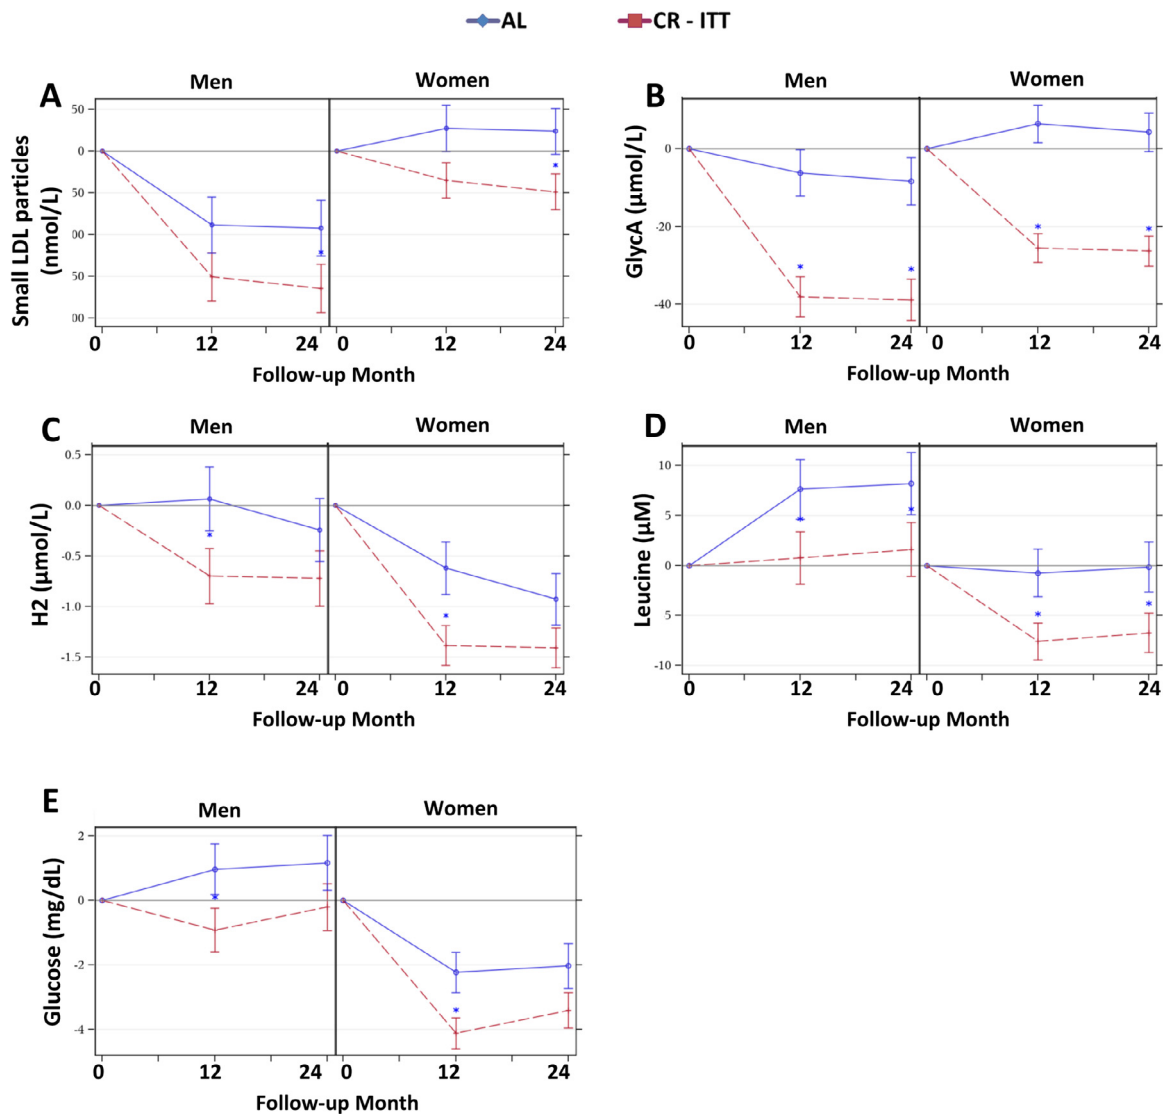 AL CR - ITT
A Men Women
50
0
50
00
50
00
Small LDL particles
(nmol/L)
0 12 24 0 12 24
Follow-up Month
B Men Women
0
-20
-40
GlycA (μmol/L)
0 12 24 0 12 24
Follow-up Month
C Men Women
0.5
0.0
-0.5
-1.0
-1.5
H2 (μmol/L)
0 12 24 0 12 24
Follow-up Month
D Men Women
10
5
0
5
-10
Leucine (μM)
0 12 24 0 12 24
Follow-up Month
E Men Women
2
0
-2
-4
Glucose (mg/dL)
0 12 24 0 12 24
Follow-up Month